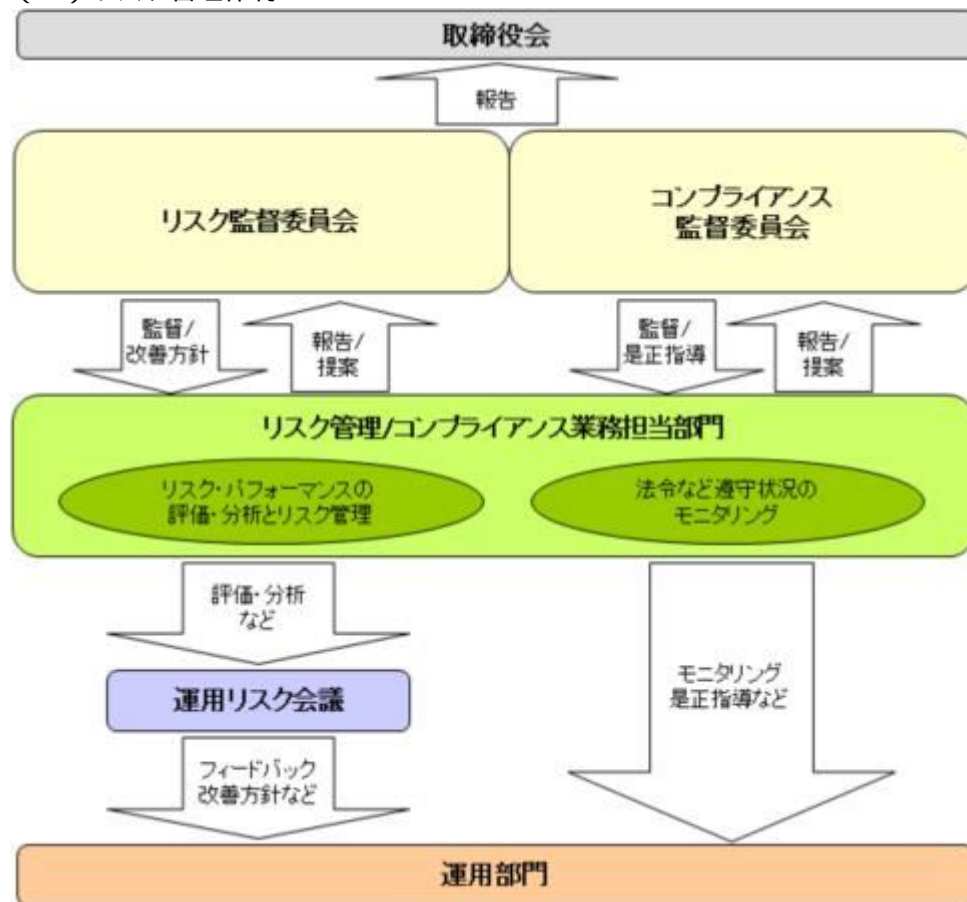 取締役会
報告
リスク監督委員会
コンプライアンス
監督委員会
監督/
改善方針
報告/
提案
監督/
是正指導
報告/
提案
リスク管理/コンプライアンス業務担当部門
リスク・パフォーマンスの
評価・分析とリスク管理
法令など遵守状況の
モニタリング
評価・分析
など
運用リスク会議
モニタリング
是正指導など
フィードバック
改善方針など
運用部門